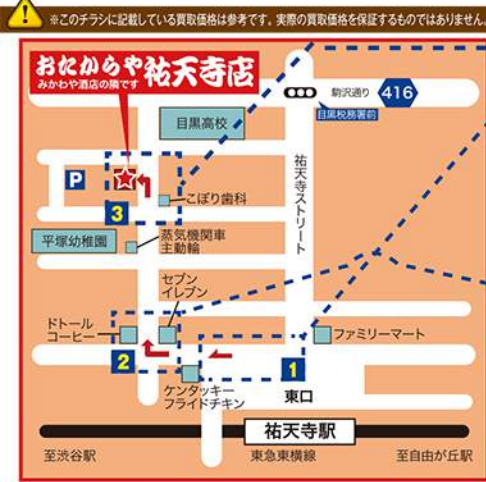 ※このチラシに記載している買取価格は参考です。実際の買取価格を保証するものではありません。
おたからや祐天寺店
みかわや酒店の隣です
駒沢通り
416
目黒税務署前
目黒高校
P
こぼり歯科
祐天寺ストリート
3
平塚幼稚園
蒸気機関車
主動輪
セブン
イレブン
ドトール
コーヒー
ファミリーマート
2
1
ケンタッキー
フライドチキン
東口
祐天寺駅
至渋谷駅
東急東横線
至自由が丘駅